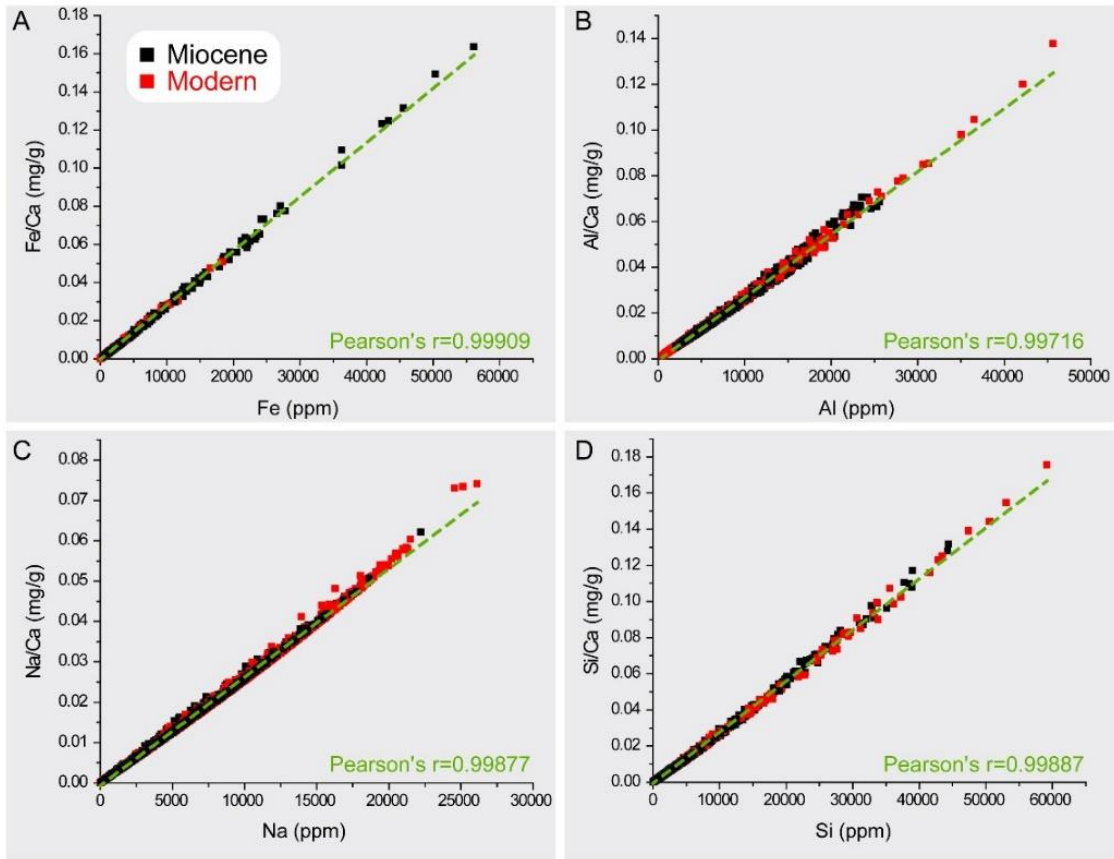 A
0.18
0.16
0.14
0.12
0.10
0.08
0.06
0.04
0.02
0.00
Fe/Ca (mg/g)
Miocene
Modern
Pearson's r=0.99909
0 10000 20000 30000 40000 50000 60000
Fe (ppm)
B
0.14
0.12
0.10
0.08
0.06
0.04
0.02
0.00
Al/Ca (mg/g)
Pearson's r=0.99716
0 10000 20000 30000 40000 50000
Al (ppm)
C
0.08
0.07
0.06
0.05
0.04
0.03
0.02
0.01
0.00
Na/Ca (mg/g)
Pearson's r=0.99877
0 5000 10000 15000 20000 25000 30000
Na (ppm)
D
0.18
0.16
0.14
0.12
0.10
0.08
0.06
0.04
0.02
0.00
Si/Ca (mg/g)
Pearson's r=0.99887
0 10000 20000 30000 40000 50000 60000
Si (ppm)